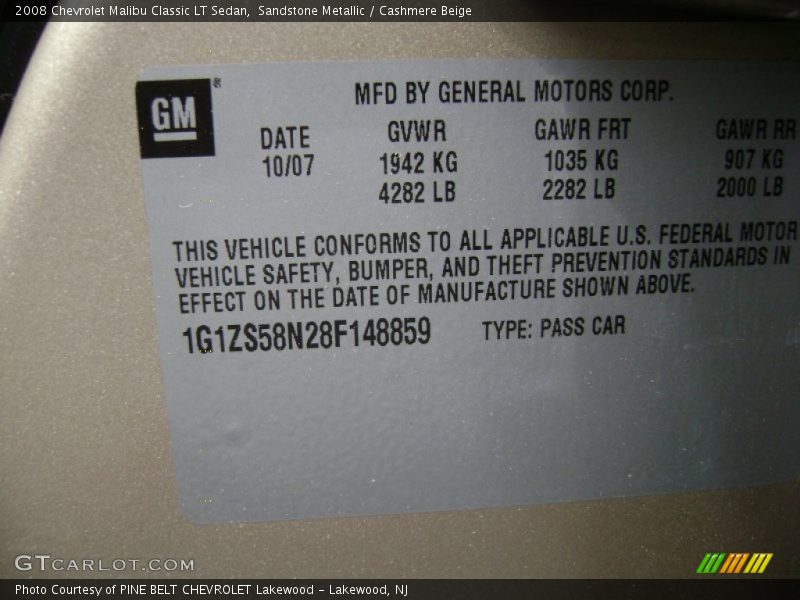 2008 Chevrolet Malibu Classic LT Sedan, Sandstone Metallic / Cashmere Beige
GM®
MFD BY GENERAL MOTORS CORP.
DATE GVWR GAWR FRT GAWR RR
10/07 1942 KG 1035 KG 907 KG
4282 LB 2282 LB 2000 LB
THIS VEHICLE CONFORMS TO ALL APPLICABLE U.S. FEDERAL MOTOR
VEHICLE SAFETY, BUMPER, AND THEFT PREVENTION STANDARDS IN
EFFECT ON THE DATE OF MANUFACTURE SHOWN ABOVE.
1G1ZS58N28F148859 TYPE: PASS CAR
GTCARLOT.COM
Photo Courtesy of PINE BELT CHEVROLET Lakewood - Lakewood, NJ